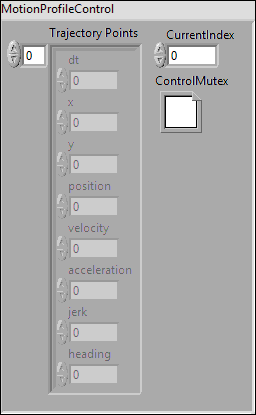 MotionProfileControl
Trajectory Points
0
dt
0
x
0
y
0
position
0
velocity
0
acceleration
0
jerk
0
heading
0
CurrentIndex
0
ControlMutex